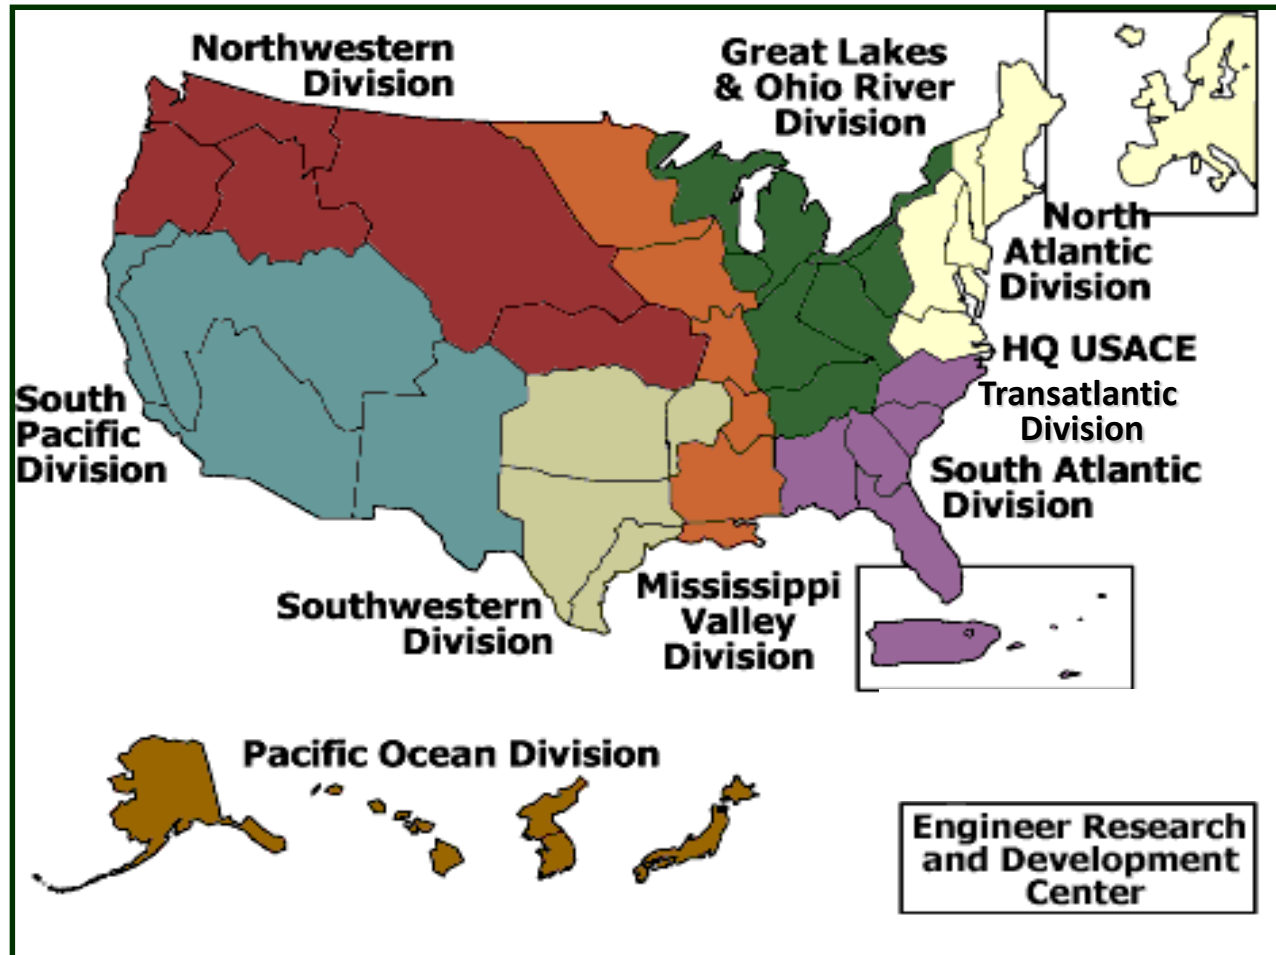 Northwestern
Division
Great Lakes
& Ohio River
Division
North
Atlantic
Division
HQ USACE
Transatlantic
Division
South
Pacific
Division
South Atlantic
Division
Southwestern
Division
Mississippi
Valley
Division
Pacific Ocean Division
Engineer Research
and Development
Center